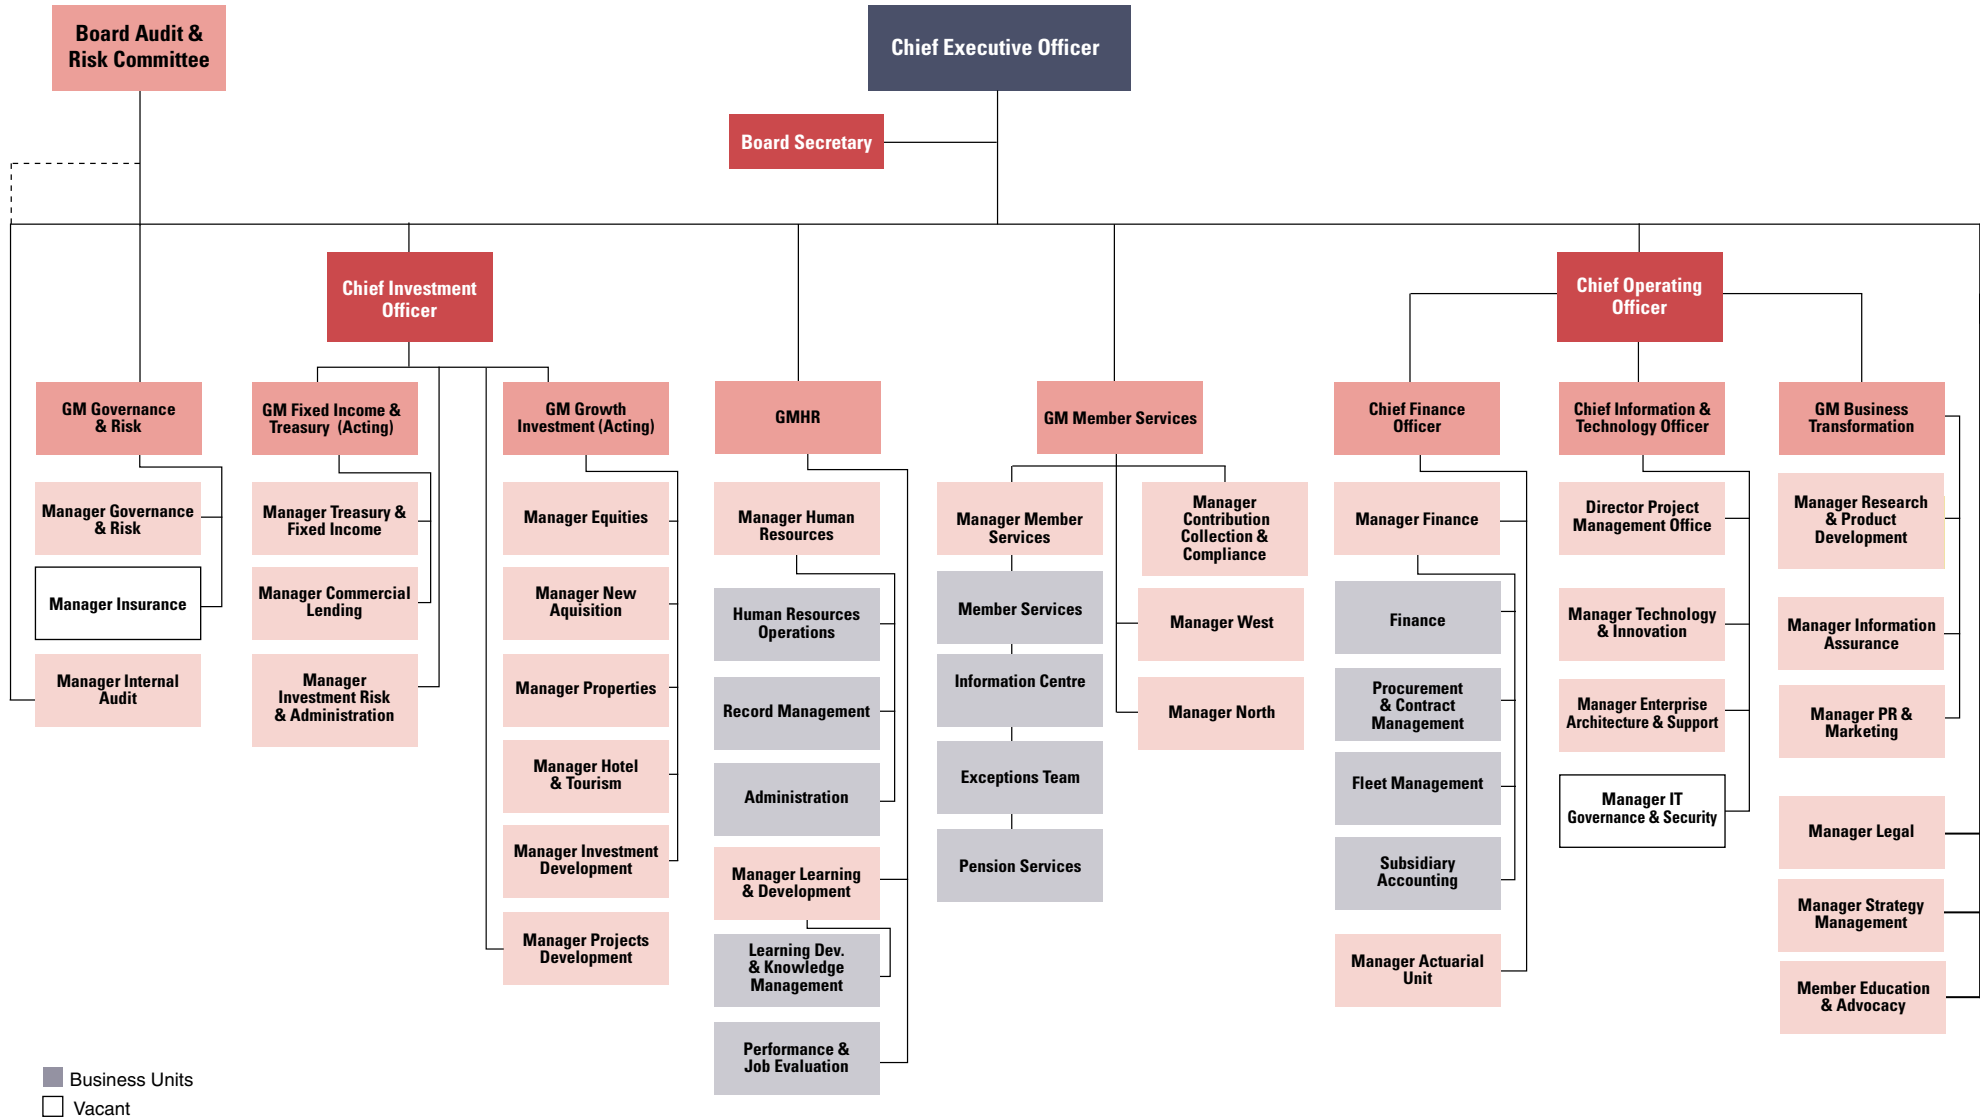 Board Audit &
Risk Committee
Chief Executive Officer
Board Secretary
Chief Investment
Officer
Chief Operating
Officer
GM Governance
& Risk
Manager Governance
& Risk
Manager Insurance
Manager Internal
Audit
GM Fixed Income &
Treasury (Acting)
Manager Treasury &
Fixed Income
Manager Commercial
Lending
Manager
Investment Risk
& Administration
GM Growth
Investment (Acting)
Manager Equities
Manager New
Aquisition
Manager Properties
Manager Hotel
& Tourism
Manager Investment
Development
Manager Projects
Development
GMHR
Manager Human
Resources
Human Resources
Operations
Record Management
Administration
Manager Learning
& Development
Learning Dev.
& Knowledge
Management
Performance &
Job Evaluation
GM Member Services
Manager Member
Services
Member Services
Information Centre
Exceptions Team
Pension Services
Manager
Contribution
Collection &
Compliance
Manager West
Manager North
Chief Finance
Officer
Manager Finance
Finance
Procurement
& Contract
Management
Fleet Management
Subsidiary
Accounting
Manager Actuarial
Unit
Chief Information &
Technology Officer
Director Project
Management Office
Manager Technology
& Innovation
Manager Enterprise
Architecture & Support
Manager IT
Governance & Security
GM Business
Transformation
Manager Research
& Product
Development
Manager Information
Assurance
Manager PR &
Marketing
Manager Legal
Manager Strategy
Management
Member Education
& Advocacy
Business Units
Vacant